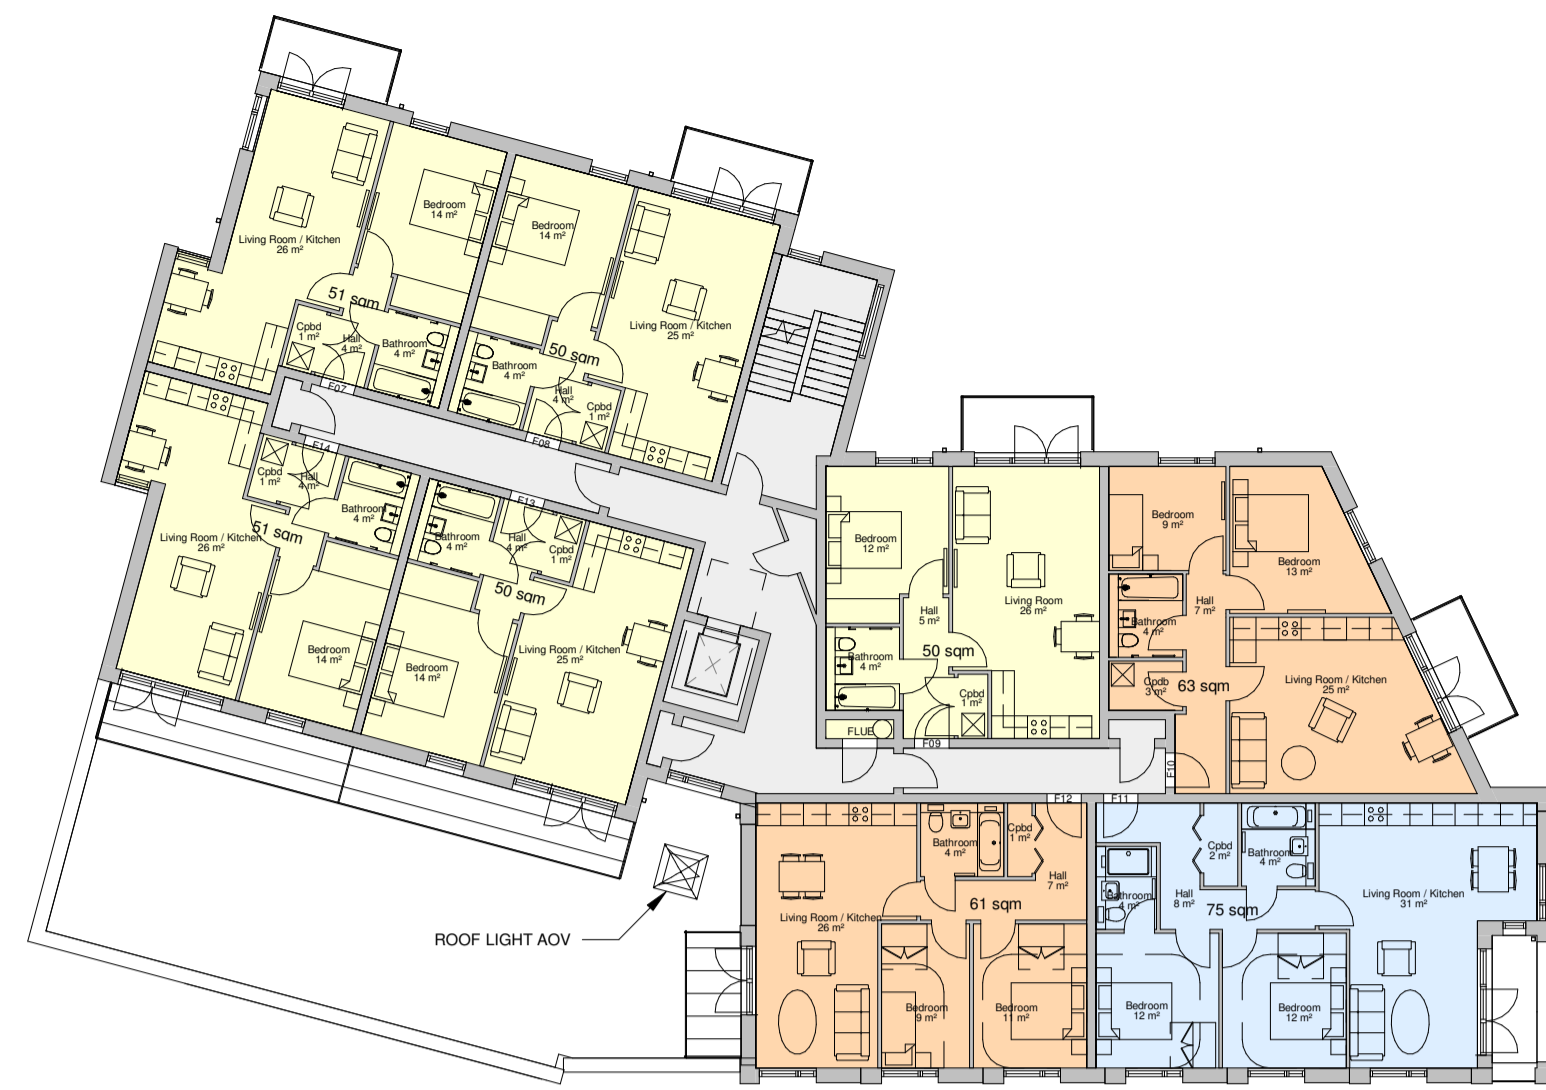 Living Room / Kitchen
26 m²
Bedroom
14 m²
51 sqm
Cpbd
1 m²
Hall
4 m²
Bathroom
4 m²
F07
Bedroom
14 m²
Living Room / Kitchen
25 m²
50 sqm
Bathroom
4 m²
Hall
4 m²
Cpbd
1 m²
F08
F14
Cpbd
1 m²
Hall
4 m²
Bathroom
4 m²
51 sqm
Living Room / Kitchen
26 m²
Bedroom
14 m²
F13
Bathroom
4 m²
Hall
4 m²
Cpbd
1 m²
50 sqm
Bedroom
14 m²
Living Room / Kitchen
25 m²
Bedroom
12 m²
Living Room
26 m²
Hall
5 m²
50 sqm
Bathroom
4 m²
Cpbd
1 m²
FLUE
F09
Bedroom
9 m²
Bedroom
13 m²
Hall
7 m²
Bathroom
4 m²
Cpdb
3 m²
63 sqm
Living Room / Kitchen
25 m²
F10
F12
F11
Bathroom
4 m²
Cpbd
1 m²
Hall
7 m²
61 sqm
Living Room / Kitchen
26 m²
Bedroom
9 m²
Bedroom
11 m²
Cpbd
2 m²
Bathroom
4 m²
Bathroom
4 m²
Hall
8 m²
75 sqm
Living Room / Kitchen
31 m²
Bedroom
12 m²
Bedroom
12 m²
ROOF LIGHT AOV